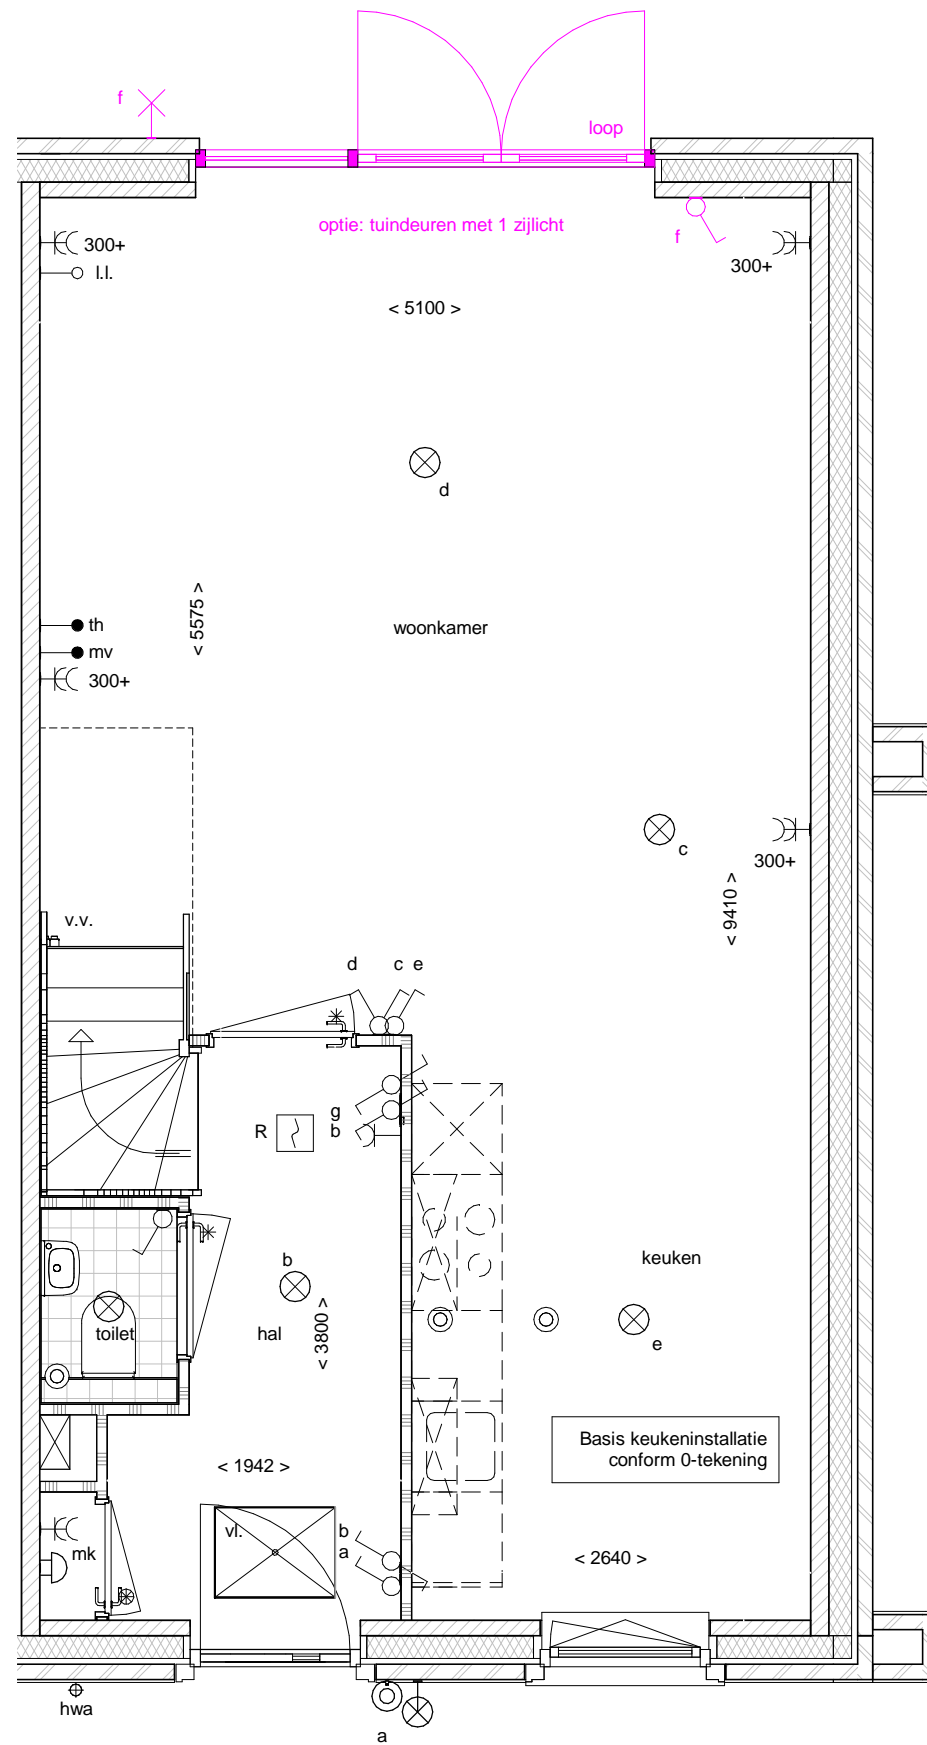 f
loop
optie: tuindeuren met 1 zijlicht
f
300+
300+
l.l.
< 5100 >
d
< 5575 >
th
mv
300+
woonkamer
c
300+
< 9410 >
v.v.
d c e
g
R
b
b
keuken
toilet
hal
< 3800 >
e
Basis keukeninstallatie
conform 0-tekening
< 1942 >
vl.
b
a
mk
< 2640 >
hwa
a